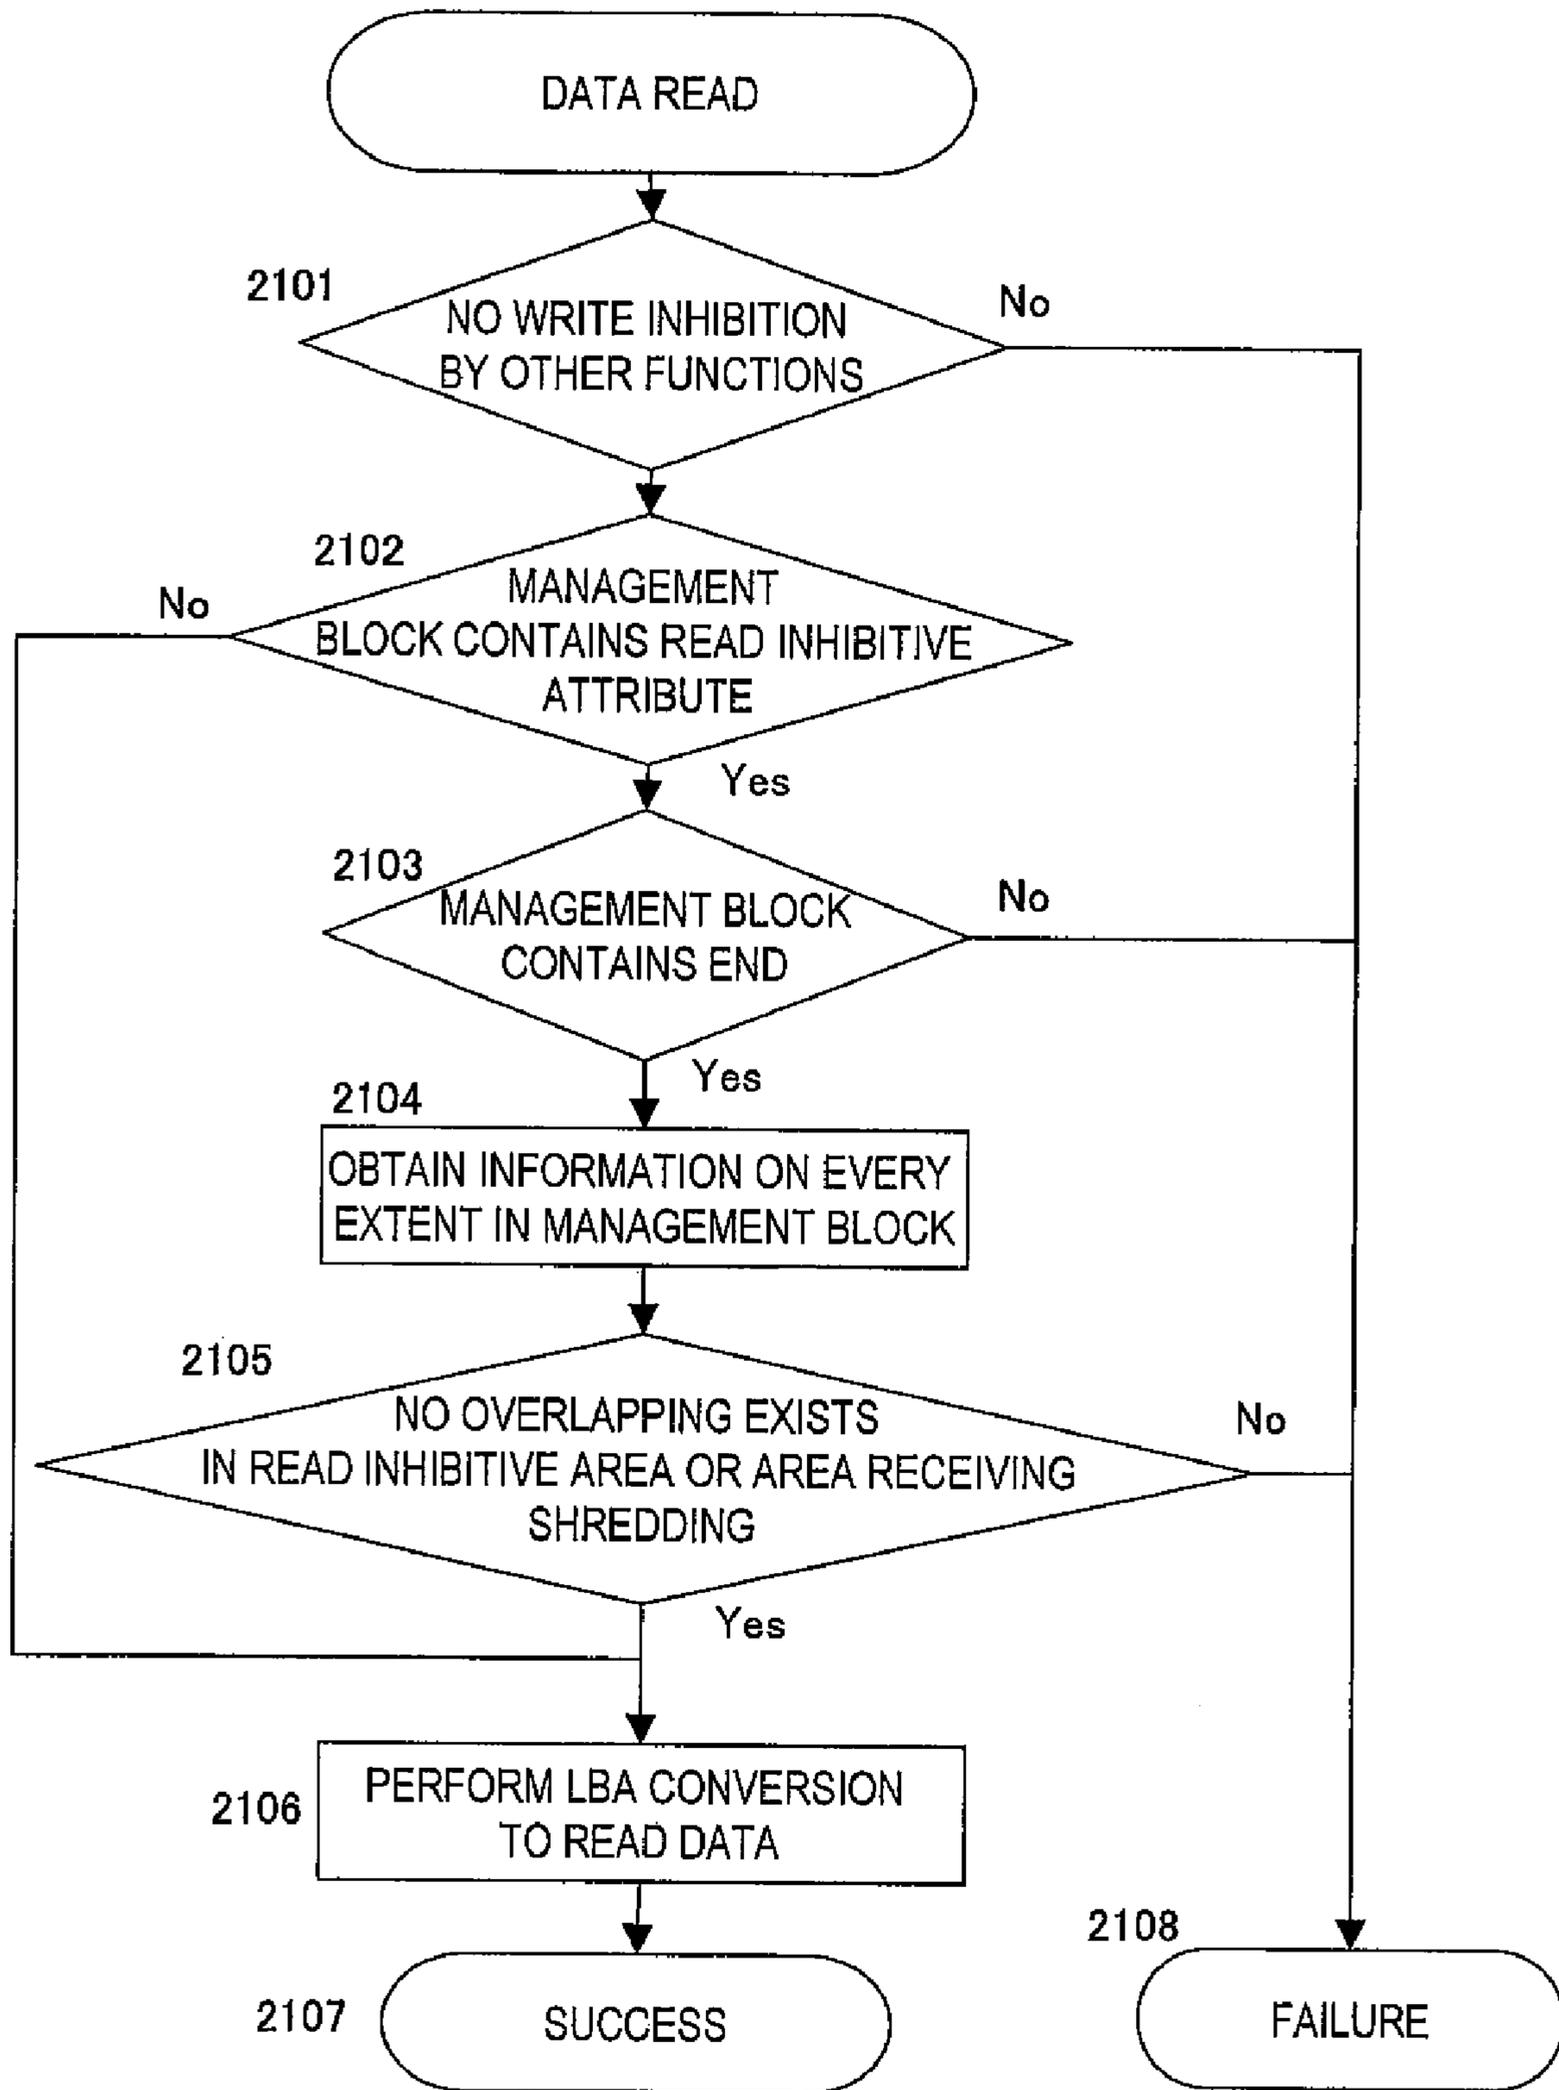 DATA READ
2101
NO WRITE INHIBITION
BY OTHER FUNCTIONS
No
2102
MANAGEMENT
BLOCK CONTAINS READ INHIBITIVE
ATTRIBUTE
No
Yes
2103
MANAGEMENT BLOCK
CONTAINS END
No
Yes
2104
OBTAIN INFORMATION ON EVERY
EXTENT IN MANAGEMENT BLOCK
2105
NO OVERLAPPING EXISTS
IN READ INHIBITIVE AREA OR AREA RECEIVING
SHREDDING
No
Yes
2106
PERFORM LBA CONVERSION
TO READ DATA
2107
SUCCESS
2108
FAILURE